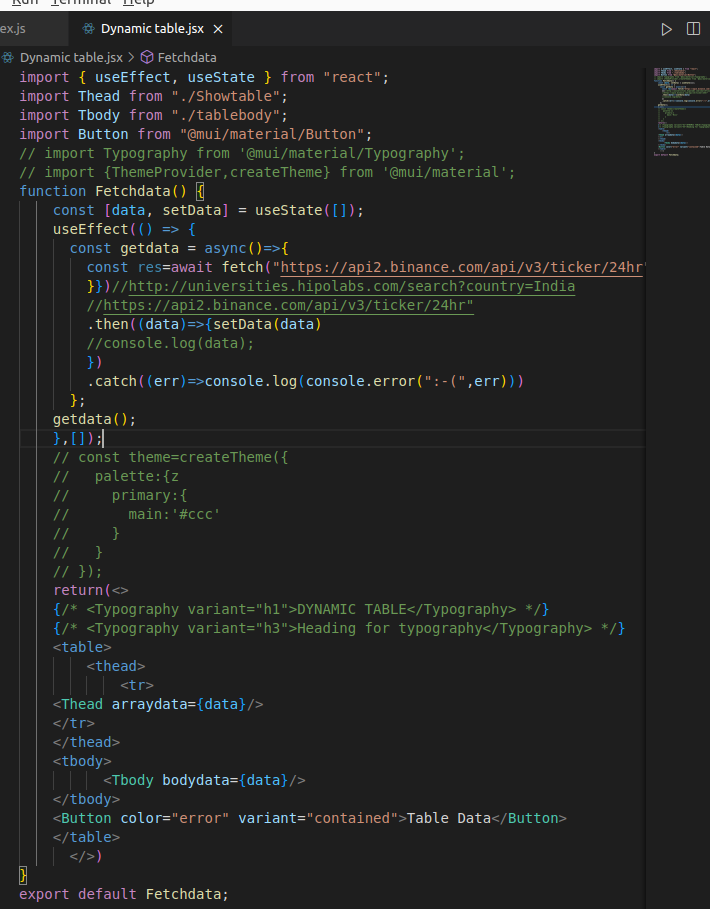 Run Terminal Help
ex.js Dynamic table.jsx ×
Dynamic table.jsx > Fetchdata
import { useEffect, useState } from "react";
import Thead from "./Showtable";
import Tbody from "./tablebody";
import Button from "@mui/material/Button";
// import Typography from '@mui/material/Typography';
// import {ThemeProvider,createTheme} from '@mui/material';
function Fetchdata() {
    const [data, setData] = useState([]);
    useEffect(() => {
      const getdata = async()=>{
        const res=await fetch("https://api2.binance.com/api/v3/ticker/24hr"
        }})//http://universities.hipolabs.com/search?country=India
        //https://api2.binance.com/api/v3/ticker/24hr"
        .then((data)=>{setData(data)
        //console.log(data);
        })
        .catch((err)=>console.log(console.error(":-(",err)))
      };
    getdata();
    },[]);
    // const theme=createTheme({
    //   palette:{z
    //     primary:{
    //       main:'#ccc'
    //     }
    //   }
    // });
    return(<>
    {/* <Typography variant="h1">DYNAMIC TABLE</Typography> */}
    {/* <Typography variant="h3">Heading for typography</Typography> */}
    <table>
        <thead>
            <tr>
    <Thead arraydata={data}/>
    </tr>
    </thead>
    <tbody>
          <Tbody bodydata={data}/>
    </tbody>
    <Button color="error" variant="contained">Table Data</Button>
    </table>
      </>)
}
export default Fetchdata;